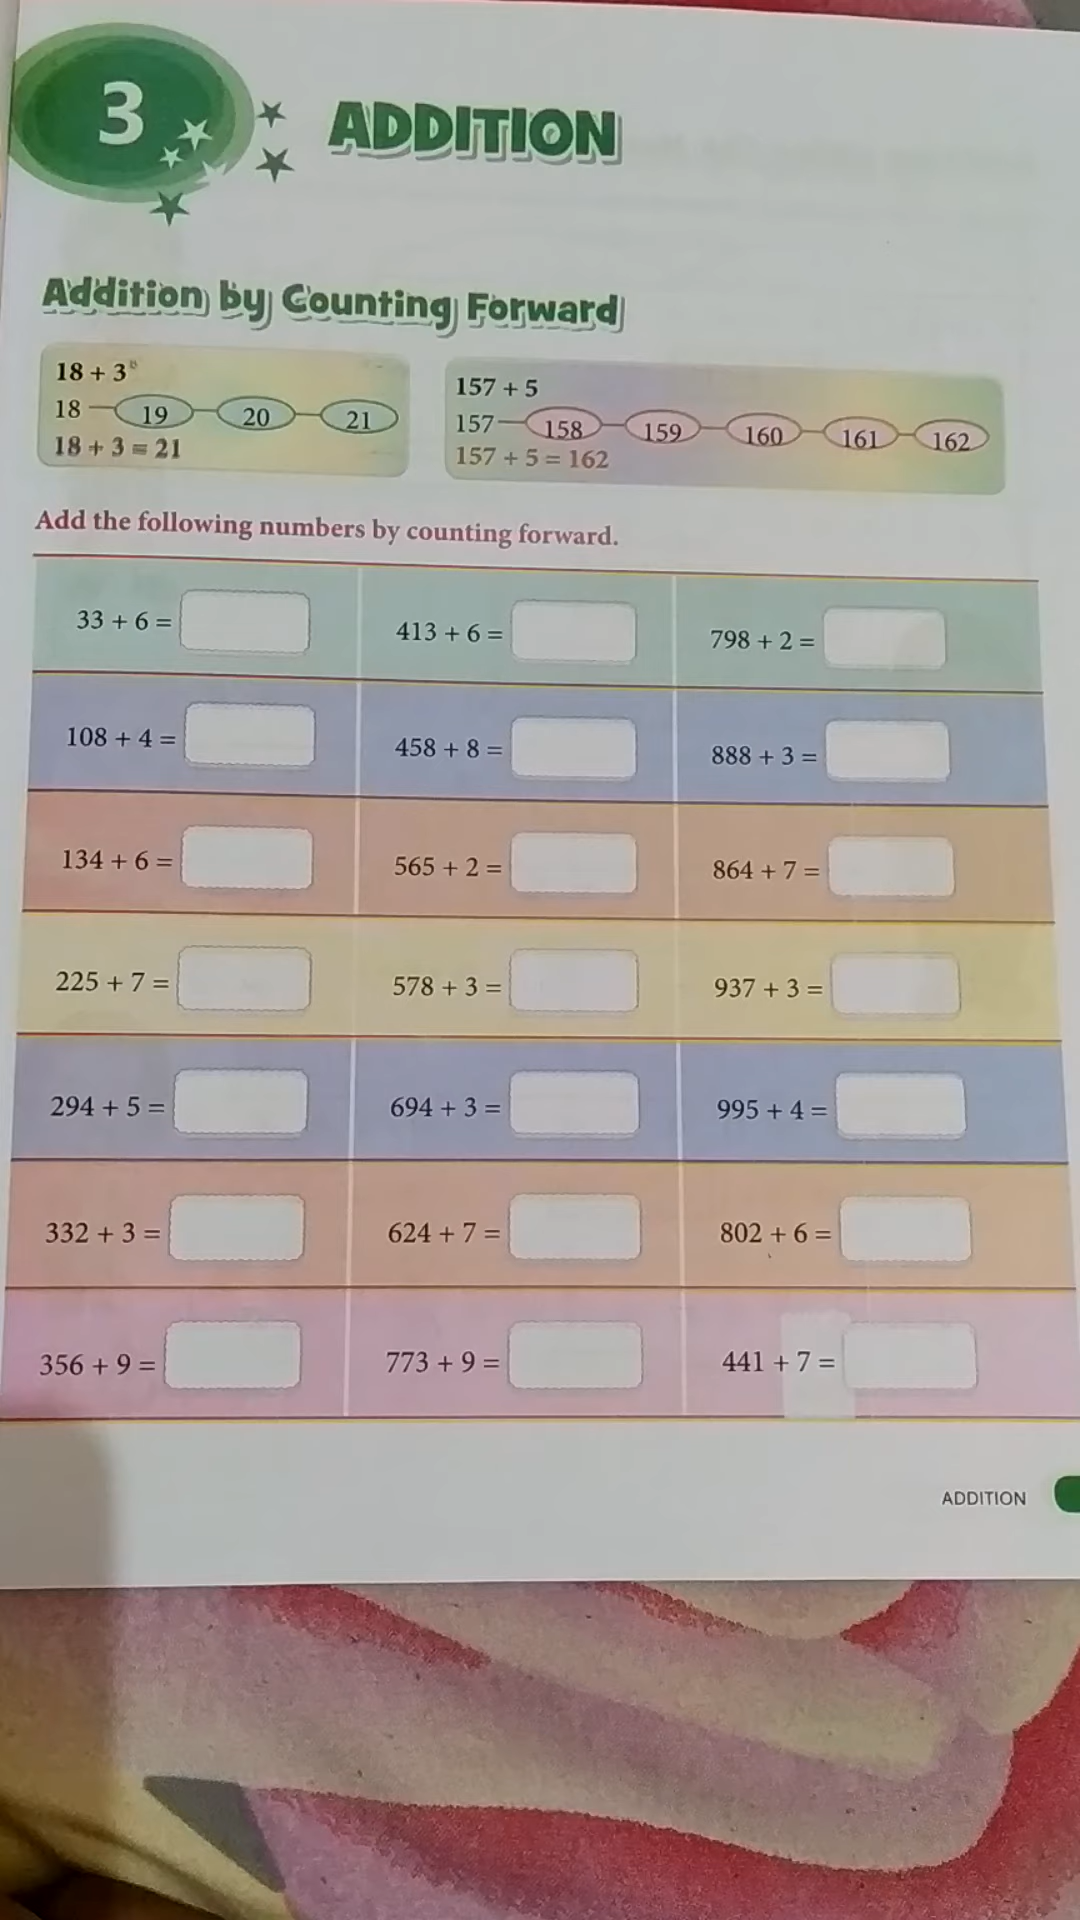 3
ADDITION
Addition by Counting Forward
18 + 3
18 19 20 21
18 + 3 = 21
157 + 5
157 158 159 160 161 162
157 + 5 = 162
Add the following numbers by counting forward.
33 + 6 = 413 + 6 = 798 + 2 =
108 + 4 = 458 + 8 = 888 + 3 =
134 + 6 = 565 + 2 = 864 + 7 =
225 + 7 = 578 + 3 = 937 + 3 =
294 + 5 = 694 + 3 = 995 + 4 =
332 + 3 = 624 + 7 = 802 + 6 =
356 + 9 = 773 + 9 = 441 + 7 =
ADDITION